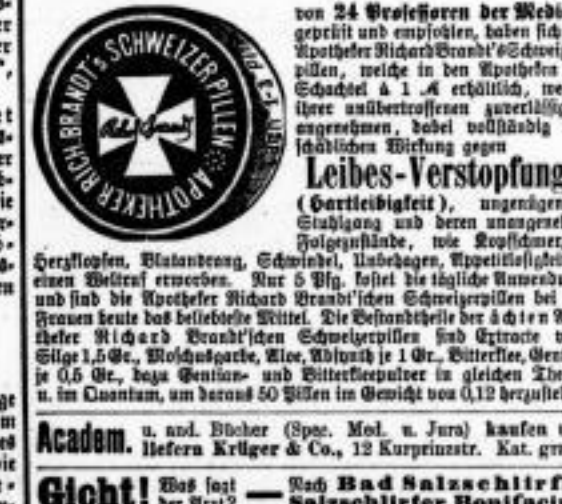 APOTHEKER RICH. BRANDT's SCHWEIZERPILLEN
Rich. Brandt
von 24 Professoren der Medi
geprüft und empfohlen, haben sich
Apotheker Richard Brandt'sSchweiz
pillen, welche in den Apotheken
Schachtel à 1 M erhältlich, we
ihrer unübertroffenen zuverlässig
angenehmen, dabei vollständig
schädlichen Wirkung gegen
Leibes-Verstopfung
(Hartleibigkeit), ungenügen
Stuhlgang und deren unangeneh
Folgezustände, wie Kopfschmer
Herzklopfen, Blutandrang, Schwindel, Unbehagen, Appetitlosigkeit
einen Weltruf erworben. Nur 5 Pfg. kostet die tägliche Anwendu
und sind die Apotheker Richard Brandt'schen Schweizerpillen bei
Frauen heute das beliebteste Mittel. Die Bestandtheile der ächten A
theker Richard Brandt'schen Schweizerpillen sind Extracte v
Silge 1,5 Gr., Moschusgarbe, Aloe, Absynth je 1 Gr., Bitterklee, Gen
je 0,5 Gr., dazu Gentian- und Bitterkleepulver in gleichen The
u. im Quantum, um daraus 50 Pillen im Gewicht von 0,12 herzustel
Academ. u. and. Bücher (Spec. Med. u. Jura) kaufen u
liefern Krüger & Co., 12 Kurprinzstr. Kat. gr
Gicht! Was sagt — Nach Bad Salzschlirf
der Arzt? Salzschlirfer Bonifacius